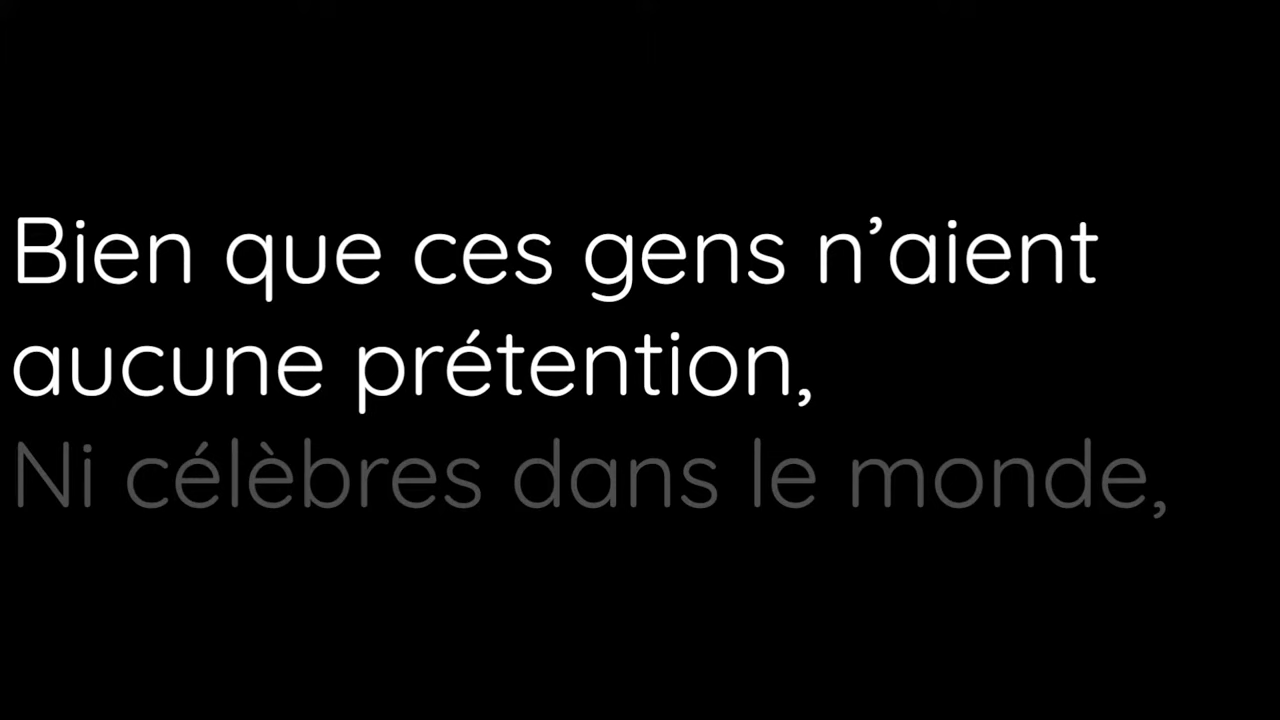 Bien que ces gens n’aient
aucune prétention,
Ni célèbres dans le monde,